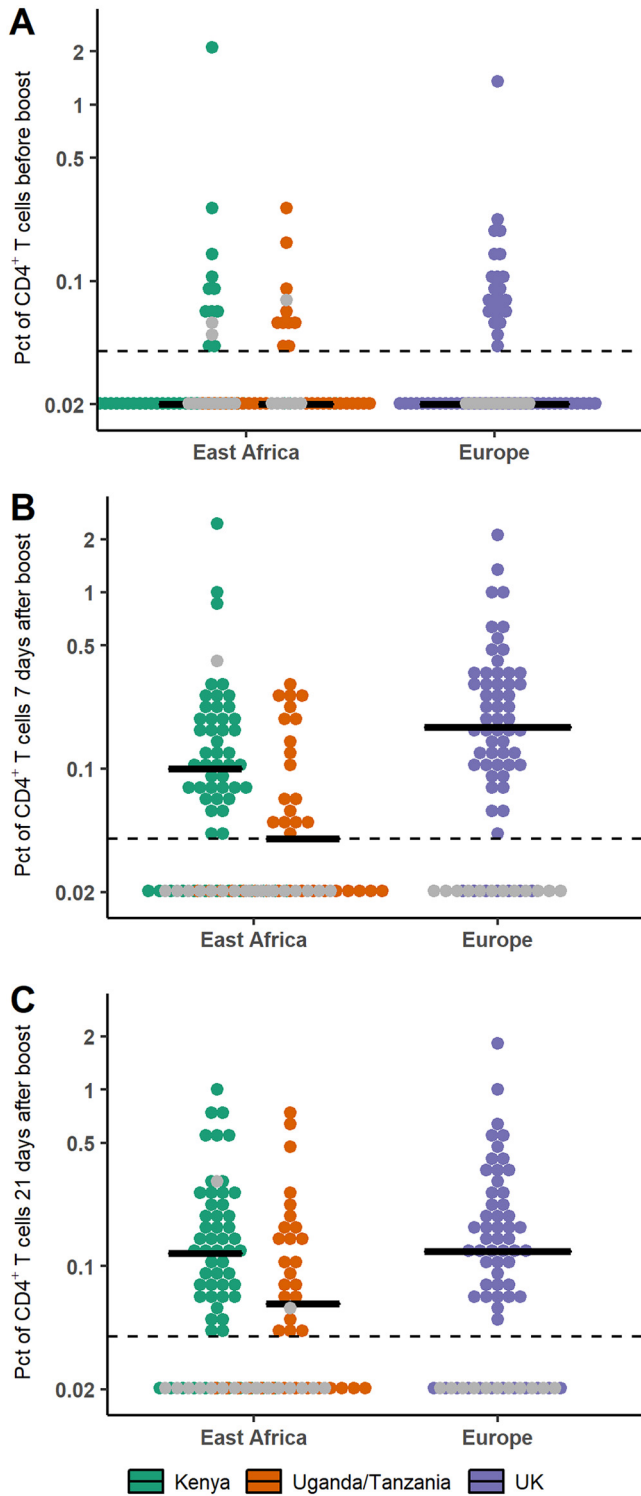 A
Pct of CD4⁺ T cells before boost
2
1
0.5
0.1
0.02
East Africa
Europe
B
Pct of CD4⁺ T cells 7 days after boost
2
1
0.5
0.1
0.02
East Africa
Europe
C
Pct of CD4⁺ T cells 21 days after boost
2
1
0.5
0.1
0.02
East Africa
Europe
Kenya
Uganda/Tanzania
UK